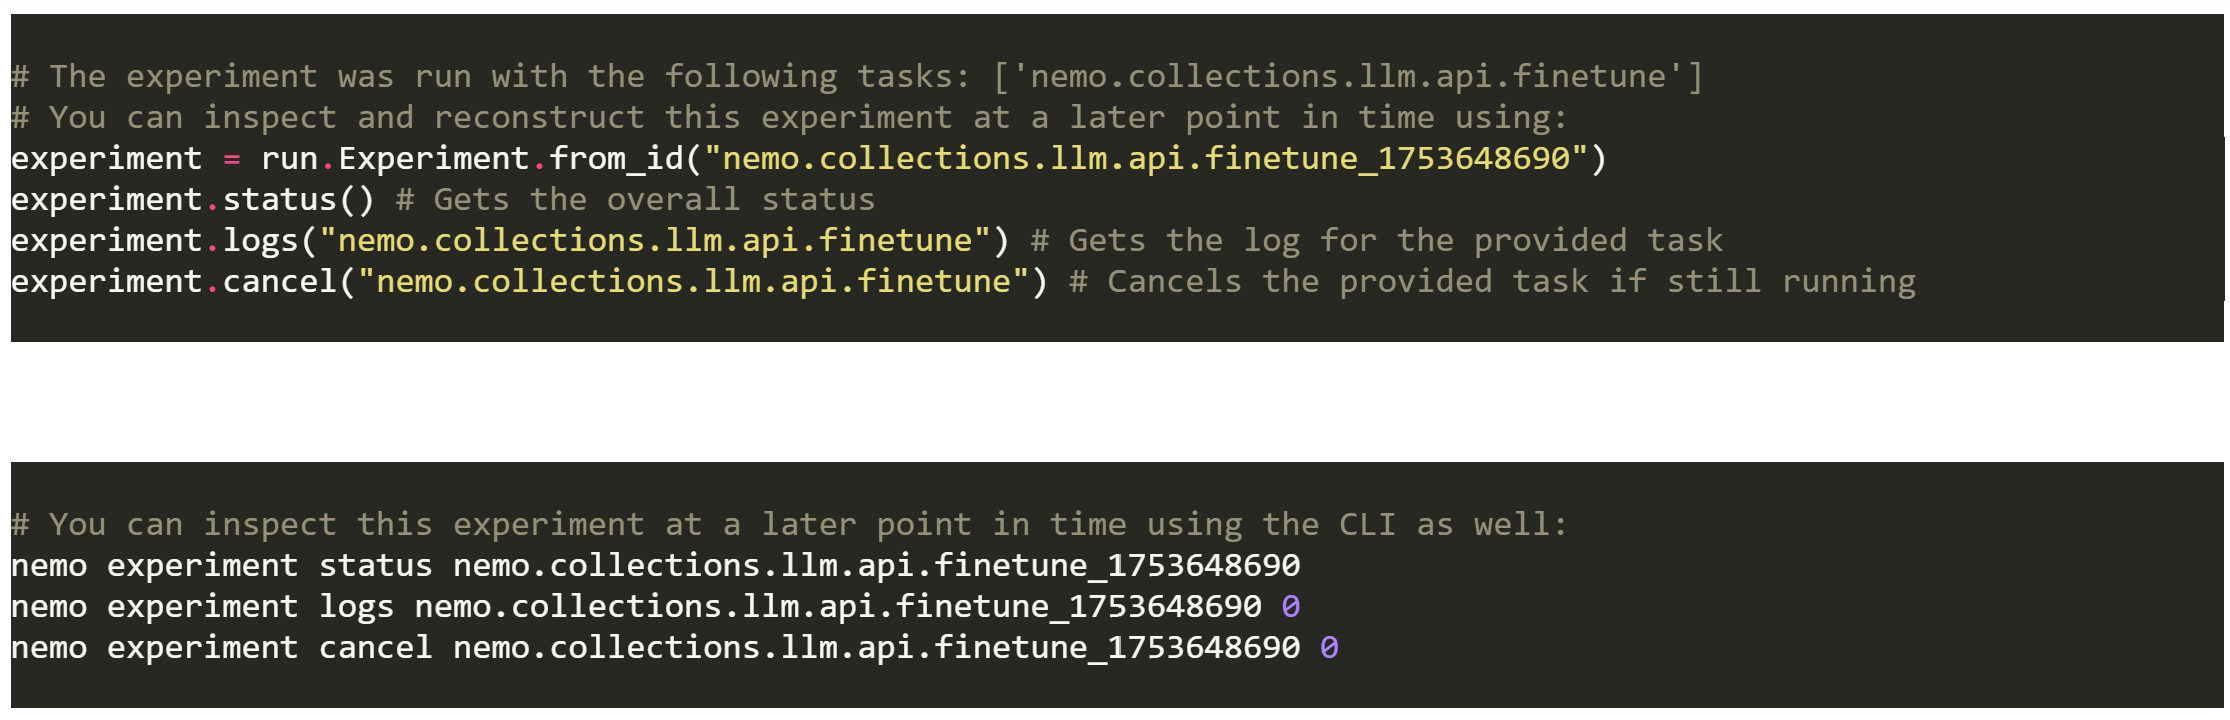 # The experiment was run with the following tasks: ['nemo.collections.llm.api.finetune']
# You can inspect and reconstruct this experiment at a later point in time using:
experiment = run.Experiment.from_id("nemo.collections.llm.api.finetune_1753648690")
experiment.status() # Gets the overall status
experiment.logs("nemo.collections.llm.api.finetune") # Gets the log for the provided task
experiment.cancel("nemo.collections.llm.api.finetune") # Cancels the provided task if still running
# You can inspect this experiment at a later point in time using the CLI as well:
nemo experiment status nemo.collections.llm.api.finetune_1753648690
nemo experiment logs nemo.collections.llm.api.finetune_1753648690 0
nemo experiment cancel nemo.collections.llm.api.finetune_1753648690 0